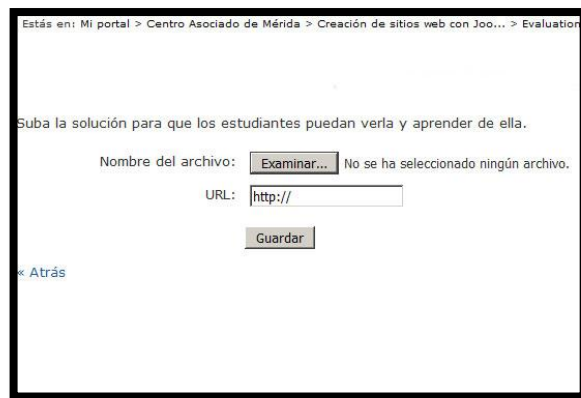 Estás en: Mi portal > Centro Asociado de Mérida > Creación de sitios web con Joo... > Evaluation
Suba la solución para que los estudiantes puedan verla y aprender de ella.
Nombre del archivo: Examinar... No se ha seleccionado ningún archivo.
URL: http://
Guardar
« Atrás